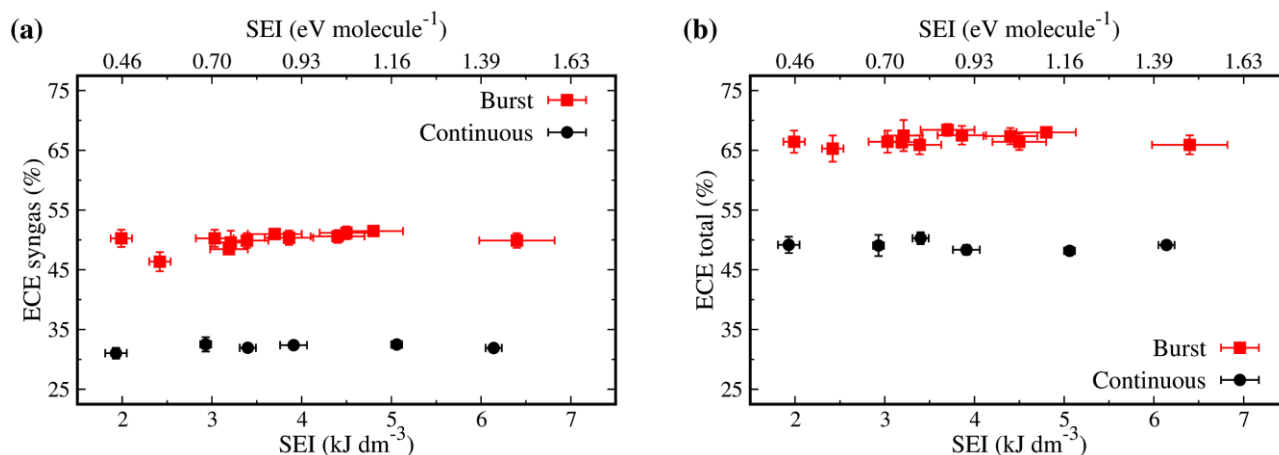 (a)
SEI (eV molecule⁻¹)
0.46 0.70 0.93 1.16 1.39 1.63
75
65
55
45
35
25
ECE syngas (%)
Burst
Continuous
2 3 4 5 6 7
SEI (kJ dm⁻³)
(b)
SEI (eV molecule⁻¹)
0.46 0.70 0.93 1.16 1.39 1.63
75
65
55
45
35
25
ECE total (%)
Burst
Continuous
2 3 4 5 6 7
SEI (kJ dm⁻³)